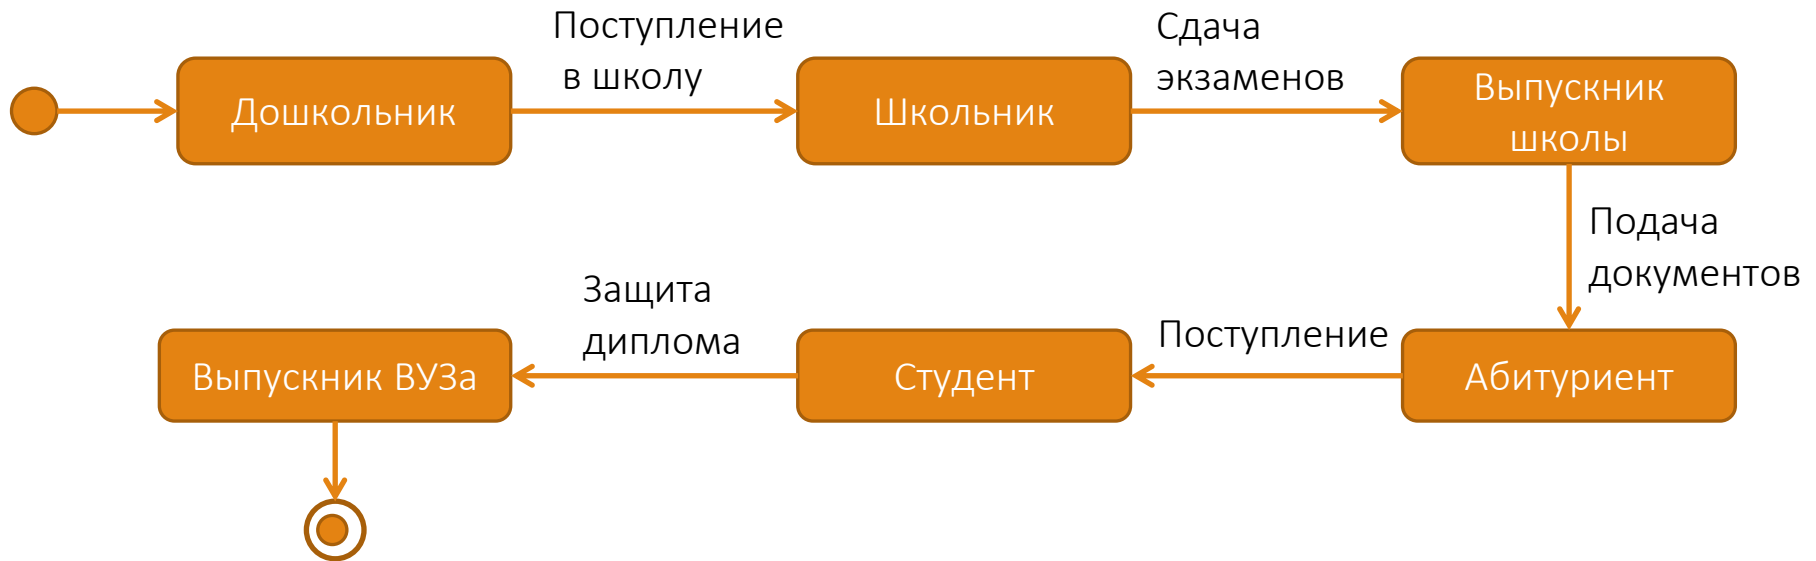 Поступление
в школу
Сдача
экзаменов
Дошкольник
Школьник
Выпускник
школы
Подача
документов
Защита
диплома
Поступление
Выпускник ВУЗа
Студент
Абитуриент